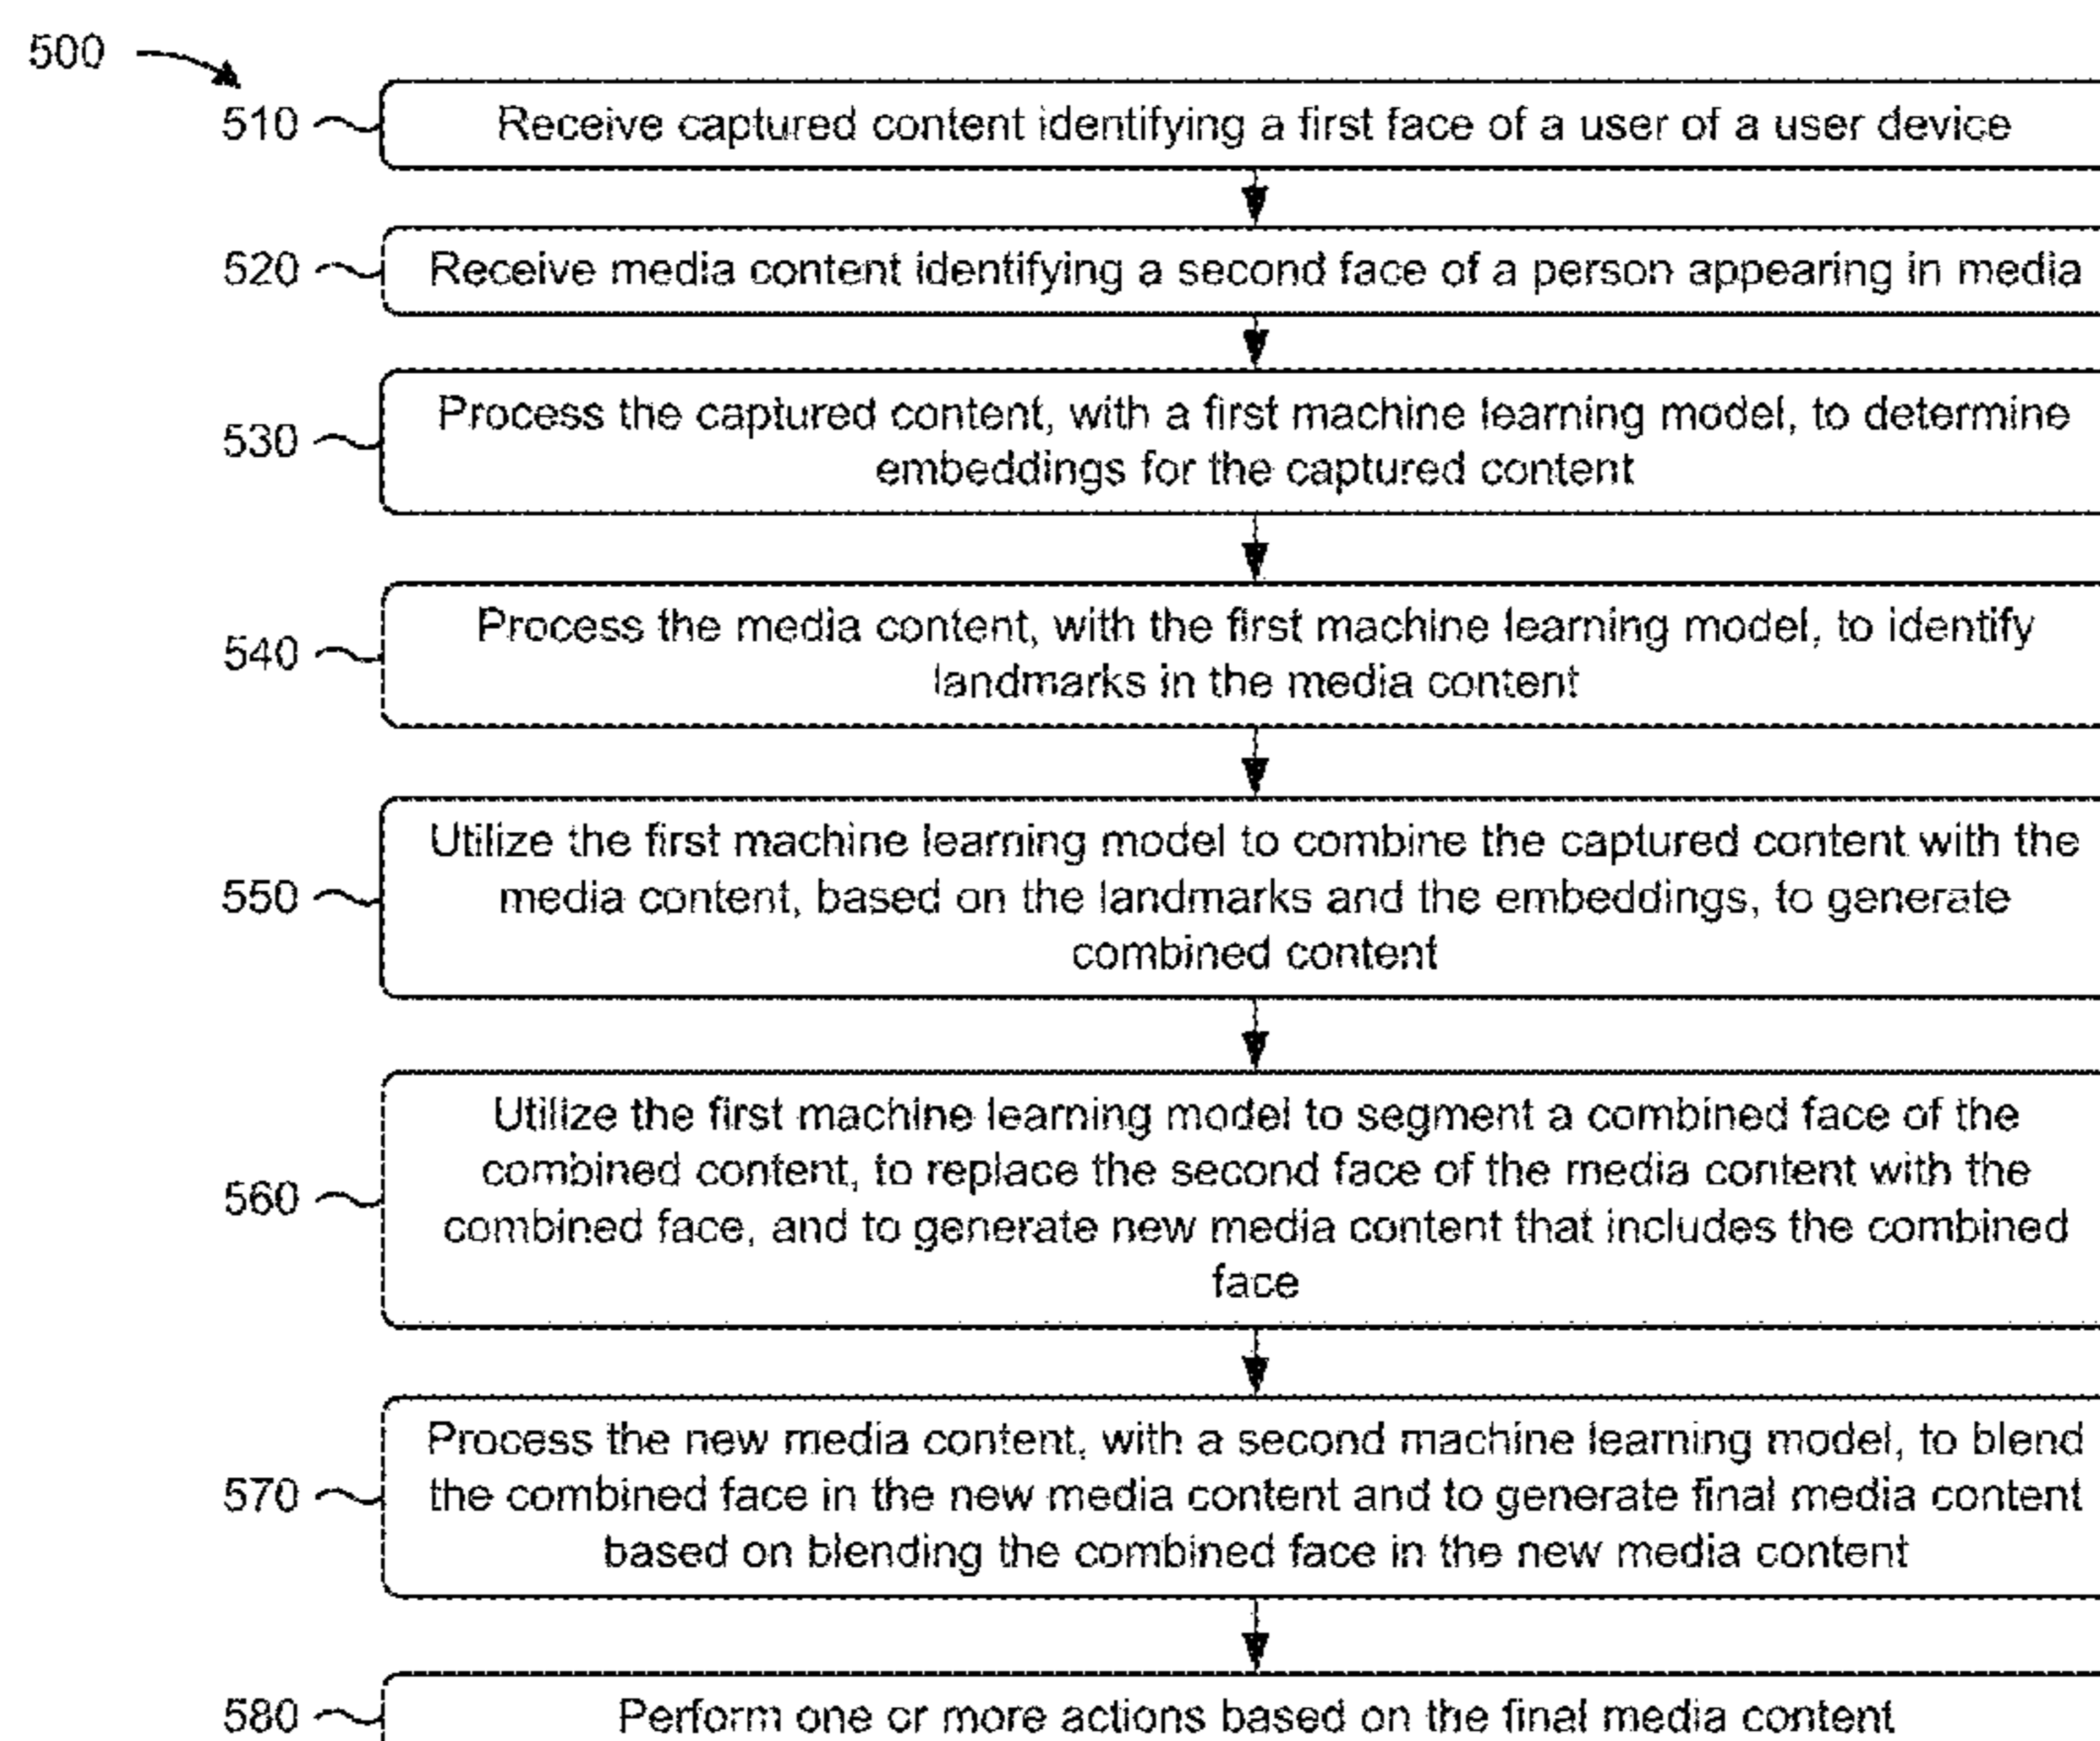 500
510 Receive captured content identifying a first face of a user of a user device
520 Receive media content identifying a second face of a person appearing in media
530 Process the captured content, with a first machine learning model, to determine
embeddings for the captured content
540 Process the media content, with the first machine learning model, to identify
landmarks in the media content
550 Utilize the first machine learning model to combine the captured content with the
media content, based on the landmarks and the embeddings, to generate
combined content
560 Utilize the first machine learning model to segment a combined face of the
combined content, to replace the second face of the media content with the
combined face, and to generate new media content that includes the combined
face
570 Process the new media content, with a second machine learning model, to blend
the combined face in the new media content and to generate final media content
based on blending the combined face in the new media content
580 Perform one or more actions based on the final media content